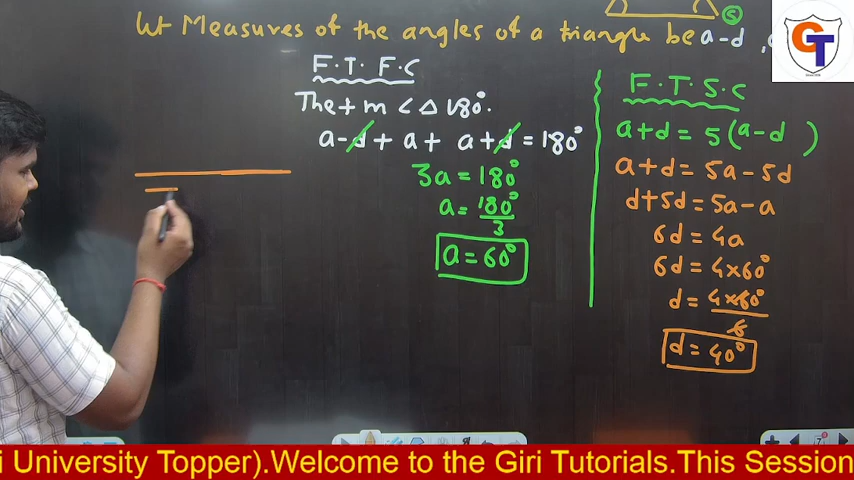 Let Measures of the angles of a triangle be a-d ,
5
GT
F.T.F.C
The + m < Δ 180°.
a-d + a + a+d = 180°
3a = 180°
a = 180°
3
a = 60°
F.T.S.C
a+d = 5(a-d )
a+d = 5a-5d
d+5d = 5a-a
6d = 4a
6d = 4×60°
d = 4×60°
6
d = 40°
i University Topper).Welcome to the Giri Tutorials.This Session